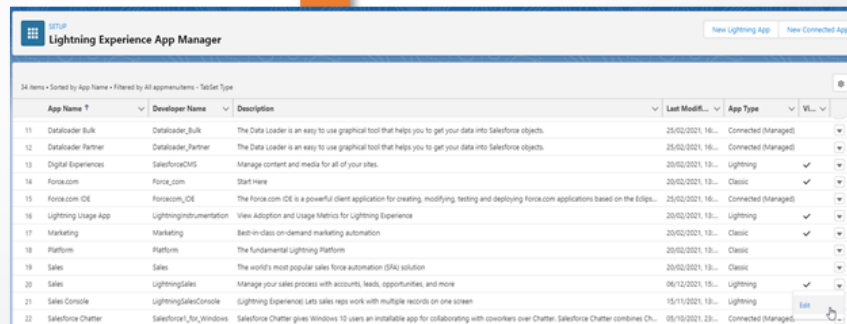 SETUP
Lightning Experience App Manager
New Lightning App New Connected App
34 items • Sorted by App Name • Filtered by All appmenuitems - TabSet Type
App Name ↑ Developer Name Description Last Modifi... App Type Vi...
11 Dataloader Bulk Dataloader_Bulk The Data Loader is an easy to use graphical tool that helps you to get your data into Salesforce objects. 25/02/2021, 16:... Connected (Managed)
12 Dataloader Partner Dataloader_Partner The Data Loader is an easy to use graphical tool that helps you to get your data into Salesforce objects. 25/02/2021, 16:... Connected (Managed)
13 Digital Experiences SalesforceCMS Manage content and media for all of your sites. 20/02/2021, 13:... Lightning ✓
14 Force.com Force_com Start Here 20/02/2021, 13:... Classic ✓
15 Force.com IDE Forcecom_IDE The Force.com IDE is a powerful client application for creating, modifying, testing and deploying Force.com applications based on the Eclips... 25/02/2021, 16:... Connected (Managed)
16 Lightning Usage App LightningInstrumentation View Adoption and Usage Metrics for Lightning Experience 20/02/2021, 13:... Lightning ✓
17 Marketing Marketing Best-in-class on-demand marketing automation 20/02/2021, 13:... Classic ✓
18 Platform Platform The fundamental Lightning Platform 20/02/2021, 13:... Classic
19 Sales Sales The world's most popular sales force automation (SFA) solution 20/02/2021, 13:... Classic
20 Sales LightningSales Manage your sales process with accounts, leads, opportunities, and more 06/12/2021, 15:... Lightning ✓
21 Sales Console LightningSalesConsole (Lightning Experience) Lets sales reps work with multiple records on one screen 15/11/2021, 13:... Lightning Edit
22 Salesforce Chatter Salesforce1_for_Windows Salesforce Chatter gives Windows 10 users an installable app for collaborating with coworkers over Chatter. Salesforce Chatter combines Ch... 05/10/2021, 23:... Connected (Managed)